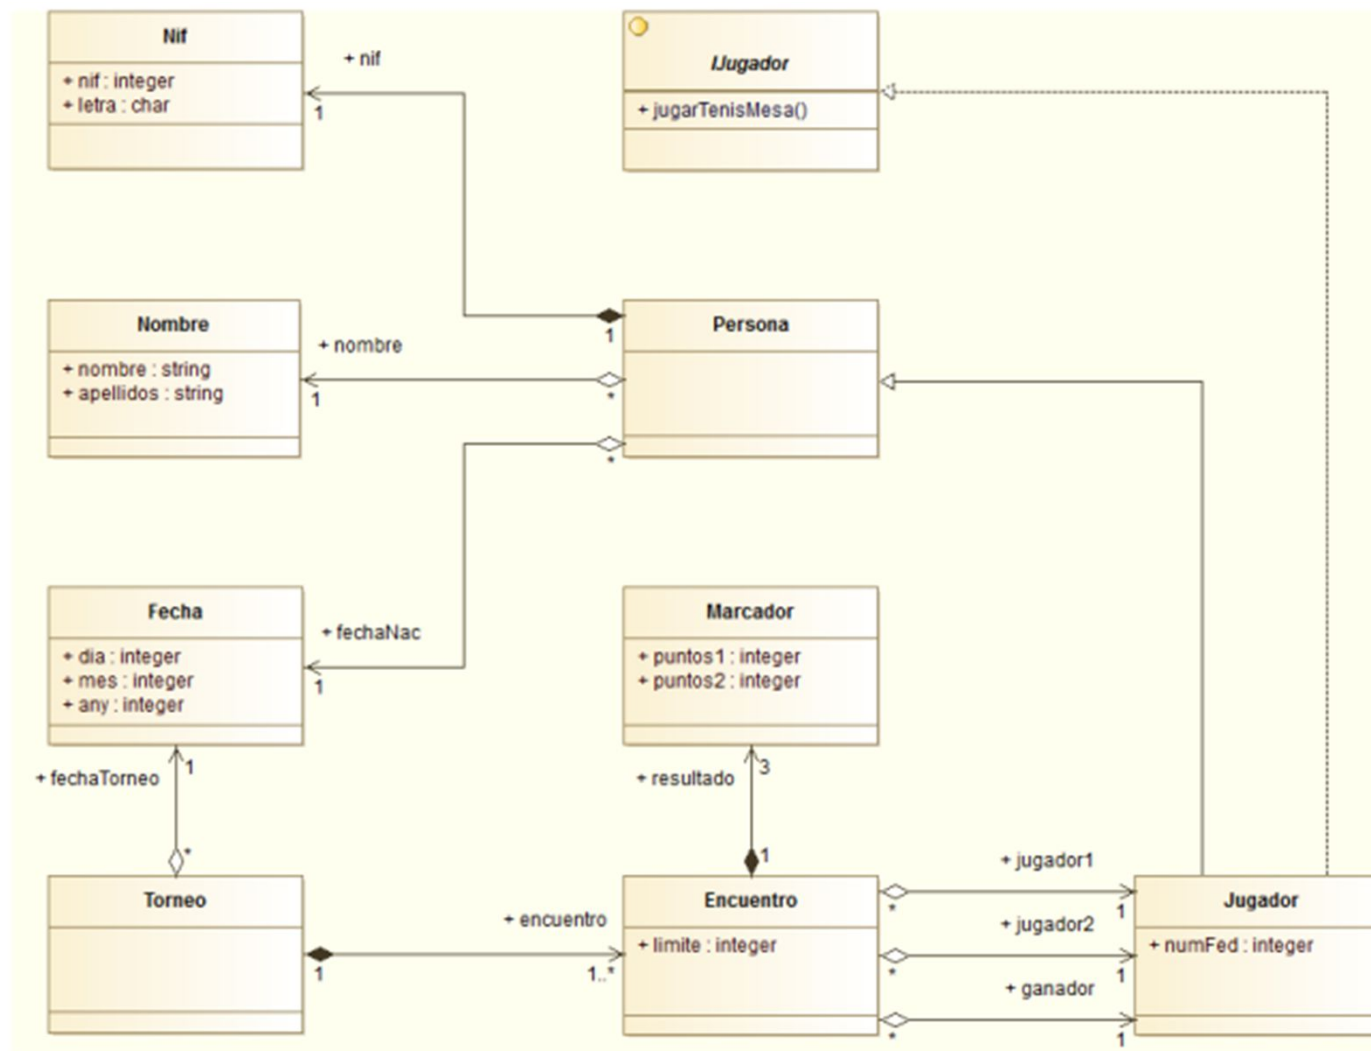 Nif
+ nif : integer
+ letra : char
+ nif
1
IJugador
+ jugarTenisMesa()
Nombre
+ nombre : string
+ apellidos : string
+ nombre
1
Persona
1
*
*
Fecha
+ dia : integer
+ mes : integer
+ any : integer
+ fechaNac
1
Marcador
+ puntos1 : integer
+ puntos2 : integer
+ fechaTorneo
1
*
+ resultado
3
1
Torneo
+ encuentro
1
1..*
Encuentro
+ limite : integer
+ jugador1
*
1
+ jugador2
*
1
+ ganador
*
1
Jugador
+ numFed : integer